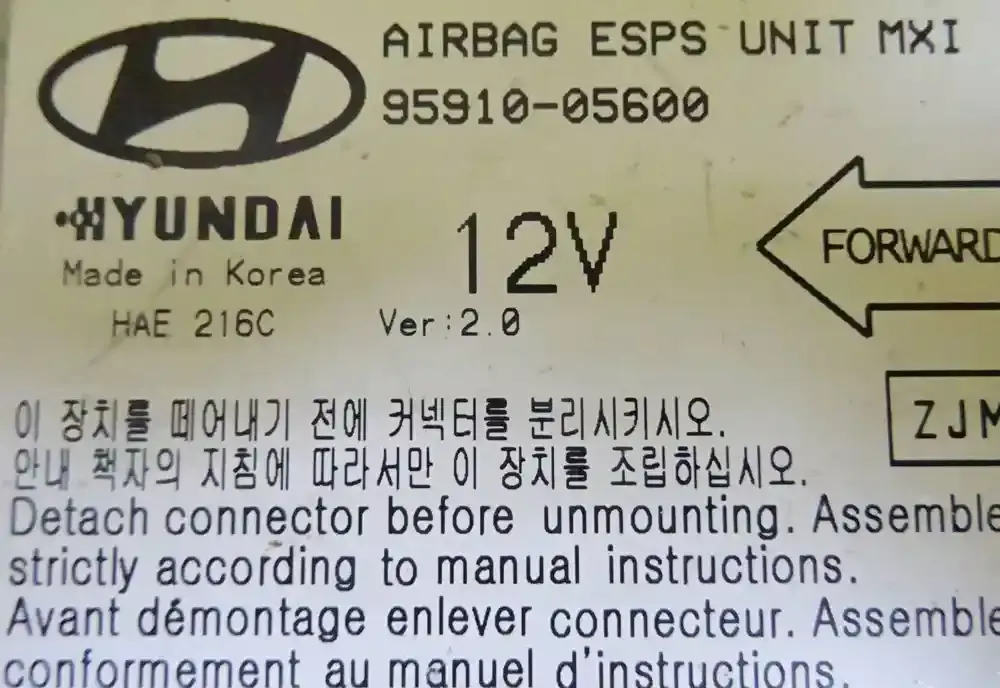 AIRBAG ESPS UNIT MXI
95910-05600
HYUNDAI
12V
FORWARD
Made in Korea
HAE 216C
Ver:2.0
ZJM
이 장치를 떼어내기 전에 커넥터를 분리시키시오.
안내 책자의 지침에 따라서만 이 장치를 조립하십시오.
Detach connector before unmounting. Assemble
strictly according to manual instructions.
Avant démontage enlever connecteur. Assemble
conformement au manuel d'instructions.